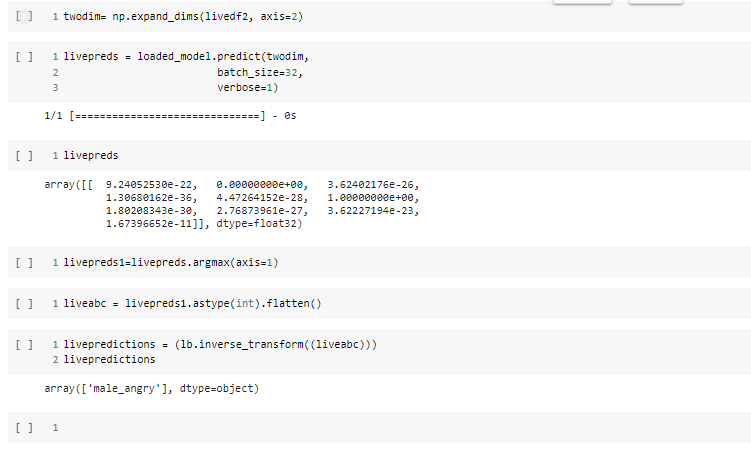 [ ] 1 twodim= np.expand_dims(livedf2, axis=2)
[ ] 1 livepreds = loaded_model.predict(twodim,
2 batch_size=32,
3 verbose=1)
1/1 [==============================] - 0s
[ ] 1 livepreds
array([[ 9.24052530e-22, 0.00000000e+00, 3.62402176e-26,
1.30680162e-36, 4.47264152e-28, 1.00000000e+00,
1.80208343e-30, 2.76873961e-27, 3.62227194e-23,
1.67396652e-11]], dtype=float32)
[ ] 1 livepreds1=livepreds.argmax(axis=1)
[ ] 1 liveabc = livepreds1.astype(int).flatten()
[ ] 1 livepredictions = (lb.inverse_transform((liveabc)))
2 livepredictions
array(['male_angry'], dtype=object)
[ ] 1